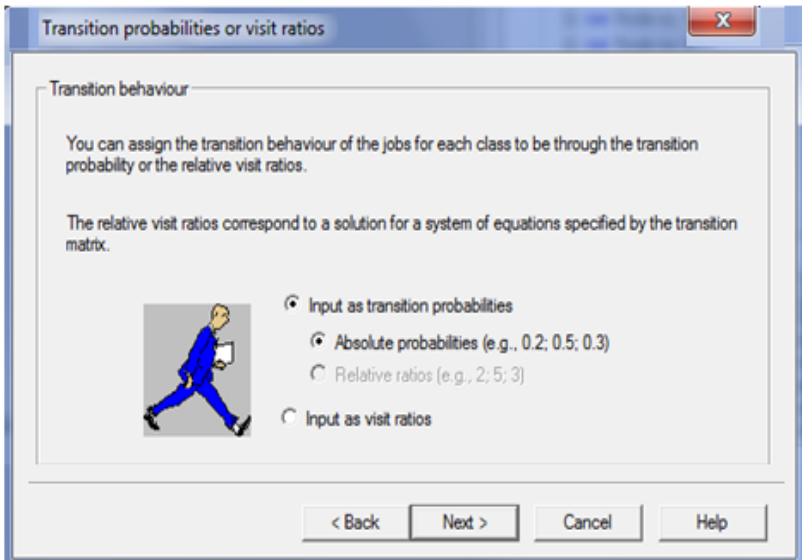 Transition probabilities or visit ratios
Transition behaviour
You can assign the transition behaviour of the jobs for each class to be through the transition
probability or the relative visit ratios.
The relative visit ratios correspond to a solution for a system of equations specified by the transition
matrix.
Input as transition probabilities
Absolute probabilities (e.g., 0.2; 0.5; 0.3)
Relative ratios (e.g., 2; 5; 3)
Input as visit ratios
< Back Next > Cancel Help